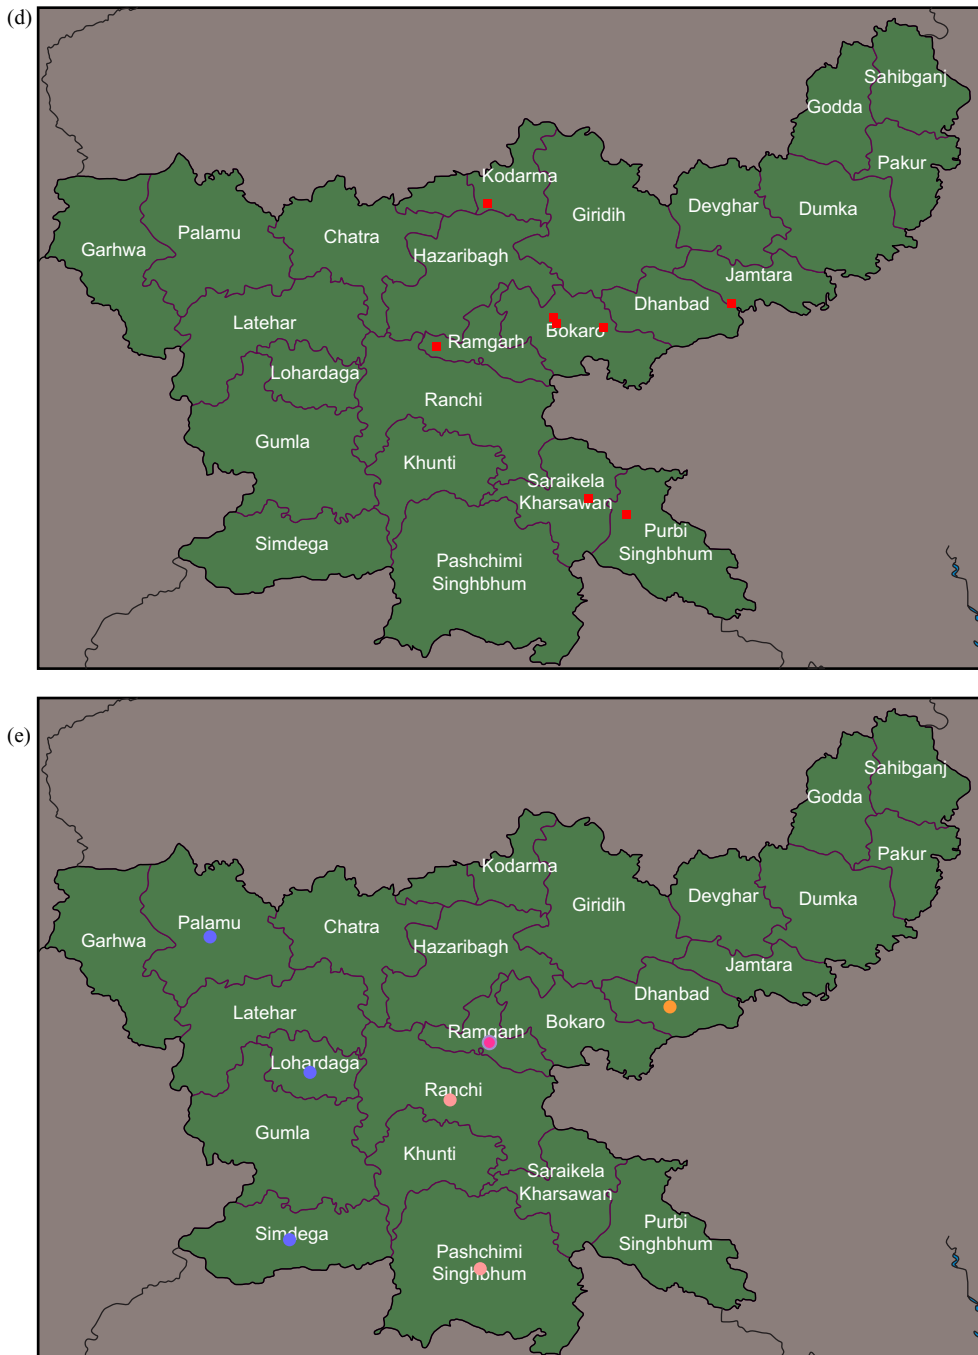 (d)
Sahibganj
Godda
Pakur
Kodarma
Devghar
Dumka
Giridih
Palamu
Chatra
Garhwa
Hazaribagh
Jamtara
Dhanbad
Latehar
Bokaro
Ramgarh
Lohardaga
Ranchi
Gumla
Khunti
Saraikela
Kharsawan
Purbi
Singhbhum
Simdega
Pashchimi
Singhbhum
(e)
Sahibganj
Godda
Pakur
Kodarma
Devghar
Dumka
Giridih
Palamu
Chatra
Garhwa
Hazaribagh
Jamtara
Dhanbad
Latehar
Bokaro
Ramgarh
Lohardaga
Ranchi
Gumla
Khunti
Saraikela
Kharsawan
Purbi
Singhbhum
Simdega
Pashchimi
Singhbhum